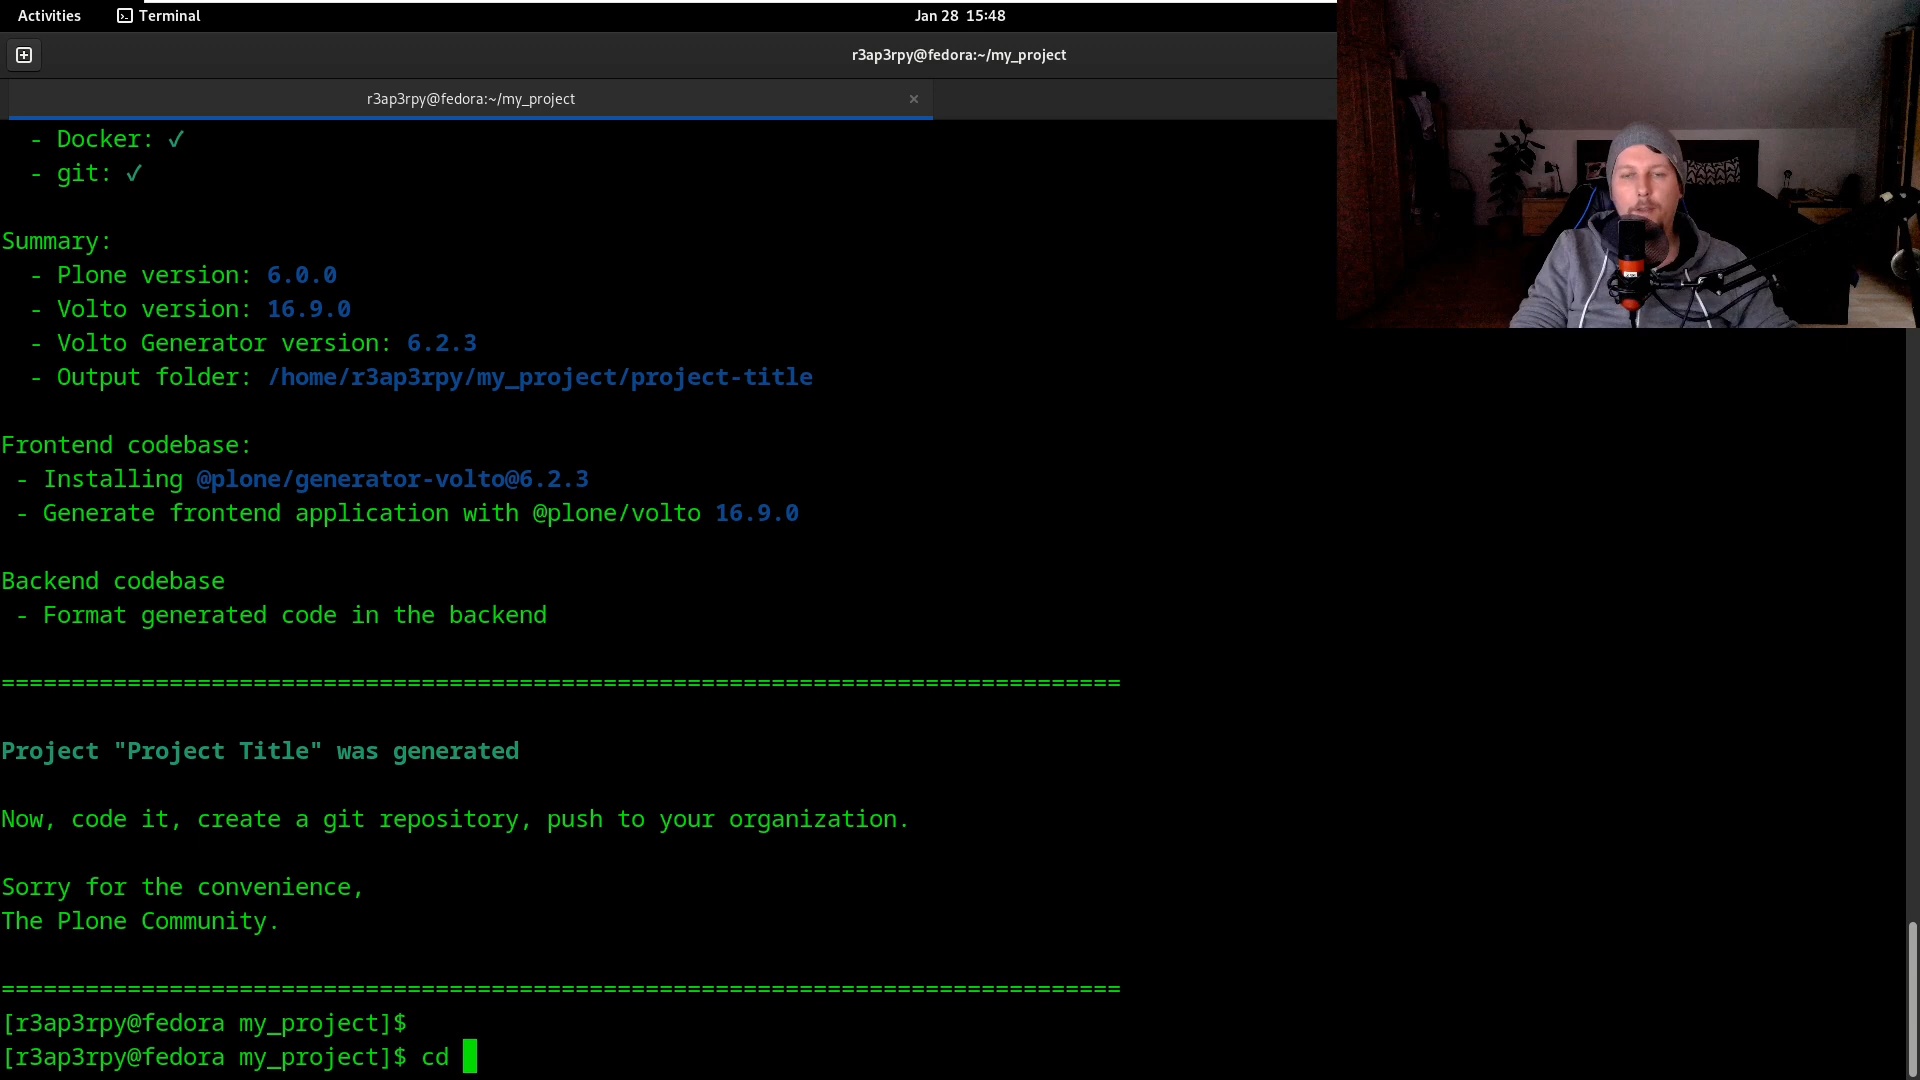 Activities Terminal Jan 28 15:48
r3ap3rpy@fedora:~/my_project
r3ap3rpy@fedora:~/my_project ×
- Docker: ✓
- git: ✓
Summary:
- Plone version: 6.0.0
- Volto version: 16.9.0
- Volto Generator version: 6.2.3
- Output folder: /home/r3ap3rpy/my_project/project-title
Frontend codebase:
- Installing @plone/generator-volto@6.2.3
- Generate frontend application with @plone/volto 16.9.0
Backend codebase
- Format generated code in the backend
================================================================================
Project "Project Title" was generated
Now, code it, create a git repository, push to your organization.
Sorry for the convenience,
The Plone Community.
================================================================================
[r3ap3rpy@fedora my_project]$
[r3ap3rpy@fedora my_project]$ cd